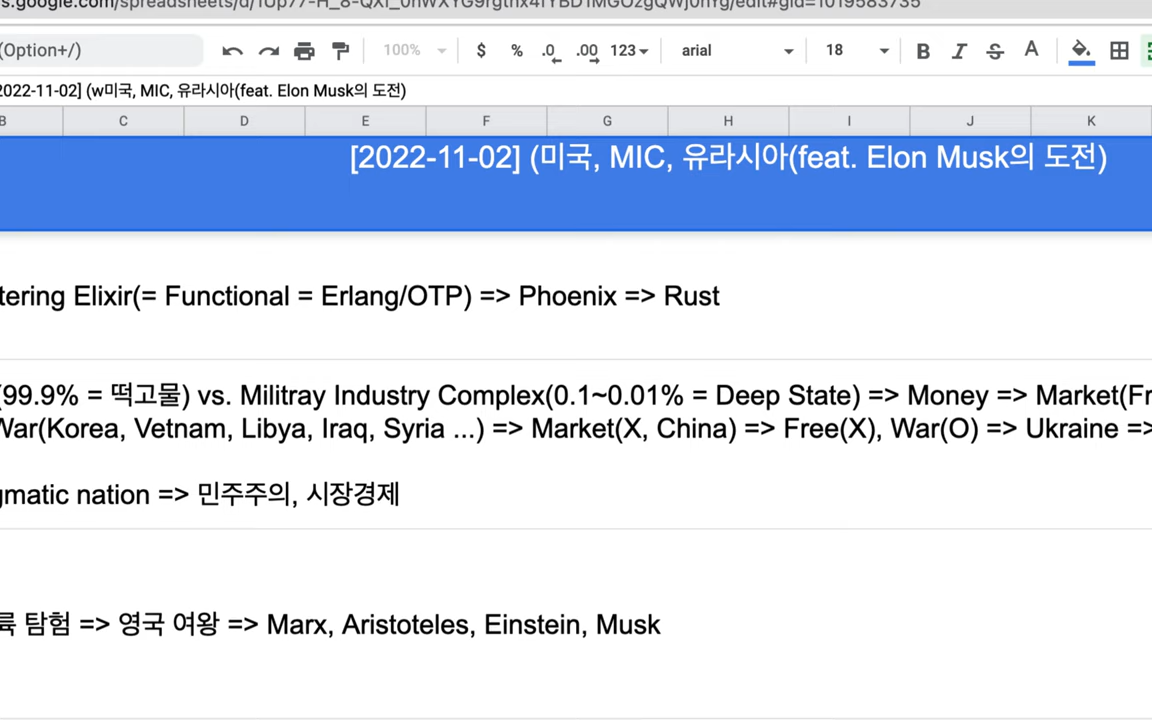 (Option+/)
100%
$ % .0 .00 123
arial
18
B I S A
2022-11-02] (w미국, MIC, 유라시아(feat. Elon Musk의 도전)
B C D E F G H I J K
[2022-11-02] (미국, MIC, 유라시아(feat. Elon Musk의 도전)
tering Elixir(= Functional = Erlang/OTP) => Phoenix => Rust
(99.9% = 떡고물) vs. Militray Industry Complex(0.1~0.01% = Deep State) => Money => Market(Fr
War(Korea, Vetnam, Libya, Iraq, Syria ...) => Market(X, China) => Free(X), War(O) => Ukraine =>
gmatic nation => 민주주의, 시장경제
륙 탐험 => 영국 여왕 => Marx, Aristoteles, Einstein, Musk